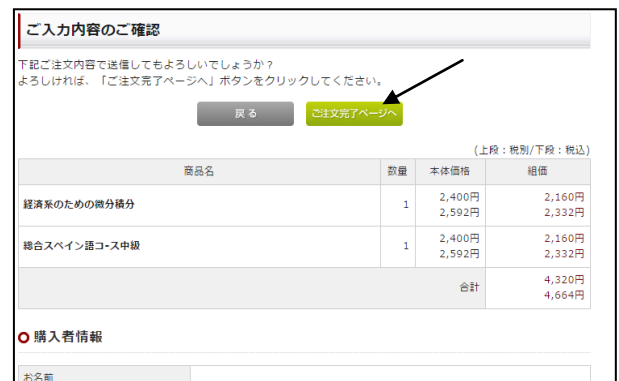 ご入力内容のご確認
下記ご注文内容で送信してもよろしいでしょうか？
よろしければ、「ご注文完了ページへ」ボタンをクリックしてください。
戻る ご注文完了ページへ
(上段：税別/下段：税込)
商品名 数量 本体価格 組価
経済系のための微分積分 1 2,400円 2,160円
2,592円 2,332円
総合スペイン語コース中級 1 2,400円 2,160円
2,592円 2,332円
合計 4,320円
4,664円
購入者情報
お名前